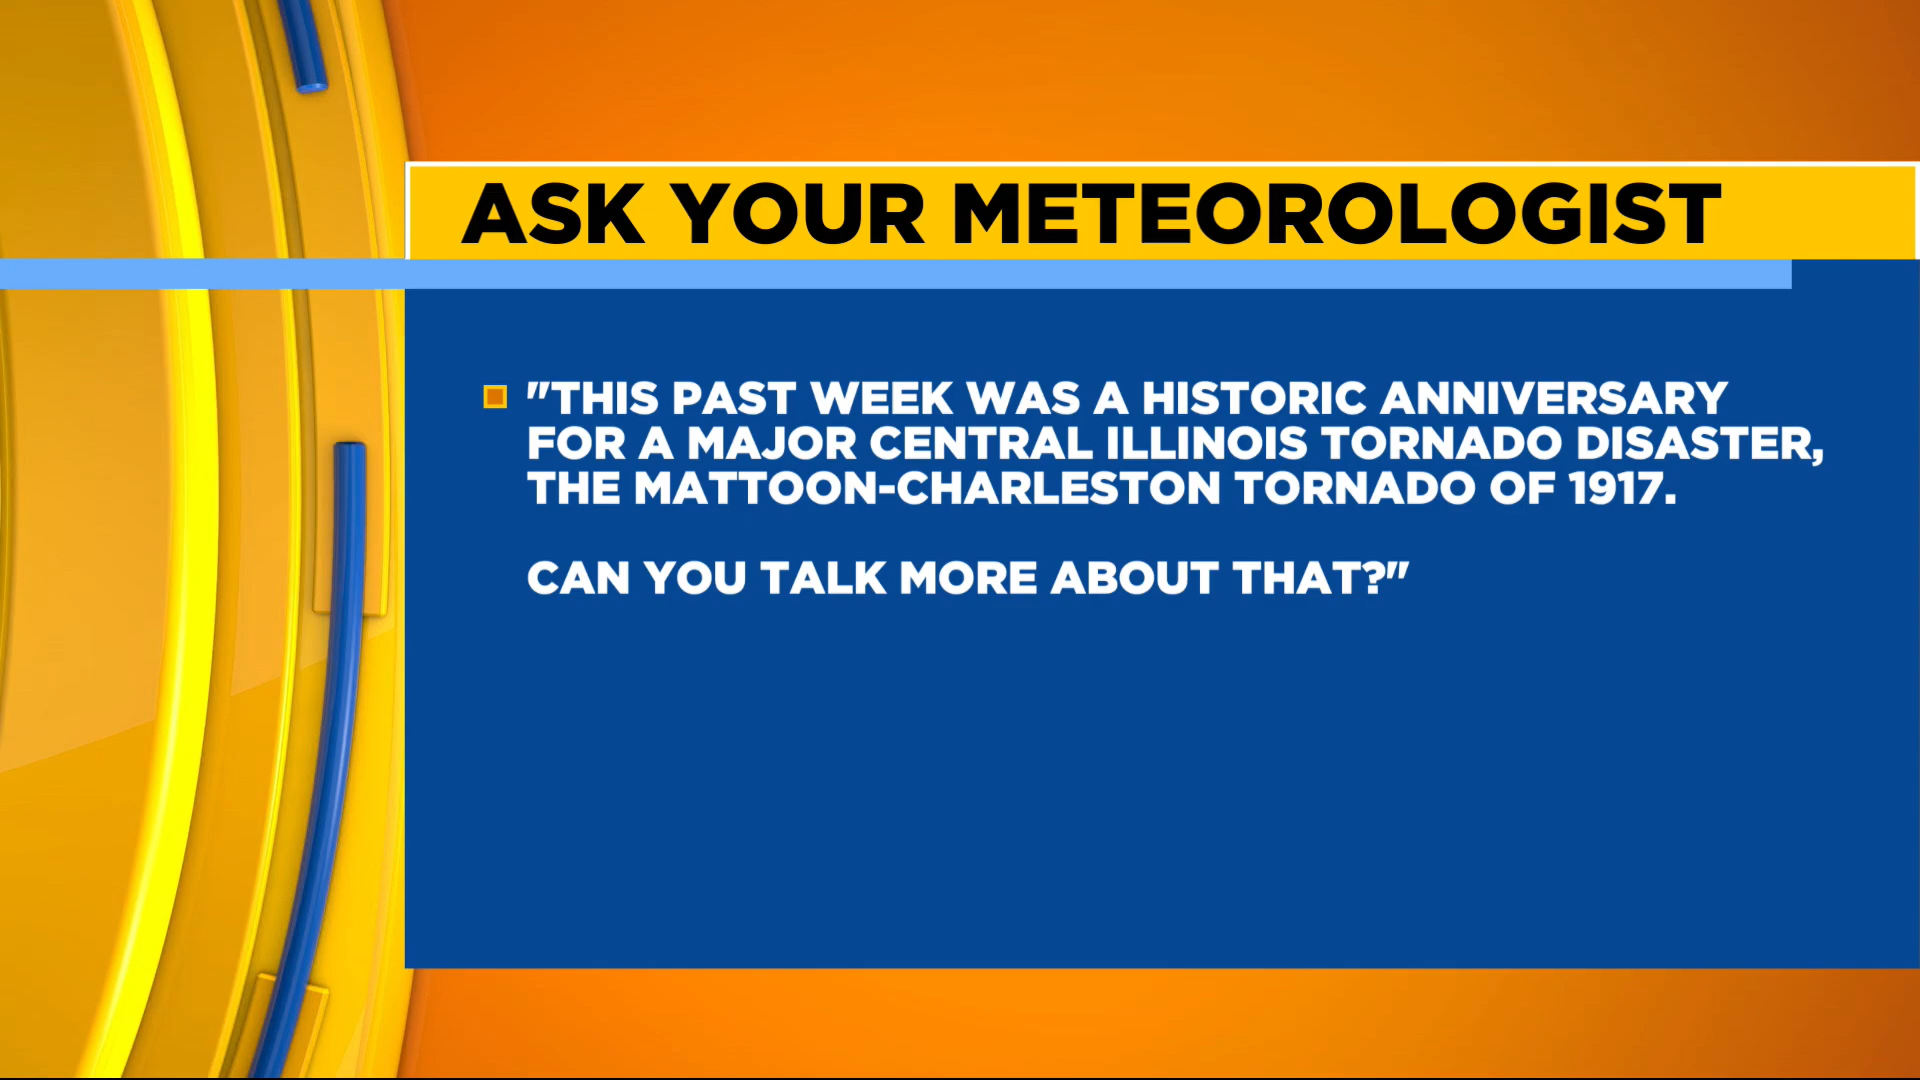 ASK YOUR METEOROLOGIST
"THIS PAST WEEK WAS A HISTORIC ANNIVERSARY
FOR A MAJOR CENTRAL ILLINOIS TORNADO DISASTER,
THE MATTOON-CHARLESTON TORNADO OF 1917.
CAN YOU TALK MORE ABOUT THAT?"